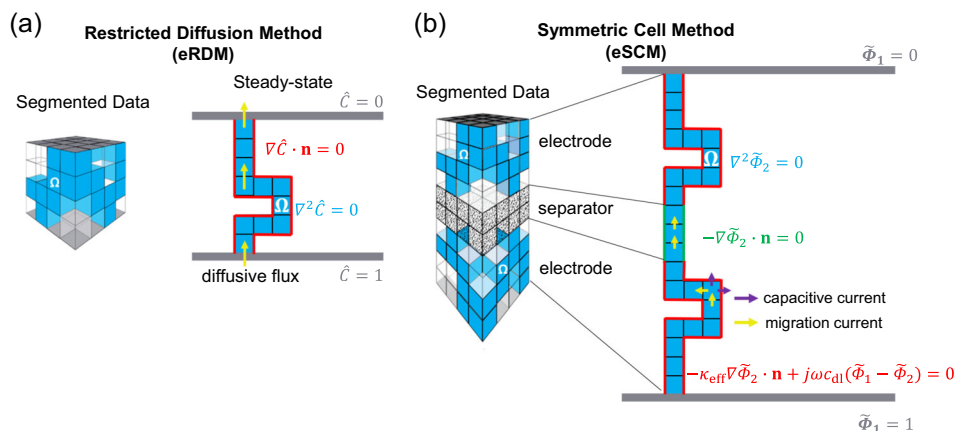 (a)
Restricted Diffusion Method
(eRDM)
Steady-state
Segmented Data
Ĉ = 0
∇Ĉ · n = 0
Ω
Ω
∇²Ĉ = 0
diffusive flux
Ĉ = 1
(b)
Symmetric Cell Method
(eSCM)
Φ̃₁ = 0
Segmented Data
electrode
Ω
Ω
∇²Φ̃₂ = 0
separator
−∇Φ̃₂ · n = 0
electrode
Ω
capacitive current
migration current
−κeff∇Φ̃₂ · n + jωcdl(Φ̃₁ − Φ̃₂) = 0
Φ̃₁ = 1